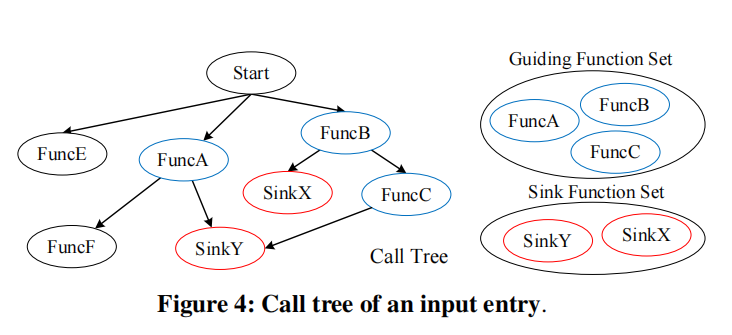 Start
FuncE
FuncA
FuncB
SinkX
FuncC
FuncF
SinkY
Call Tree
Guiding Function Set
FuncA
FuncB
FuncC
Sink Function Set
SinkY
SinkX
Figure 4: Call tree of an input entry.